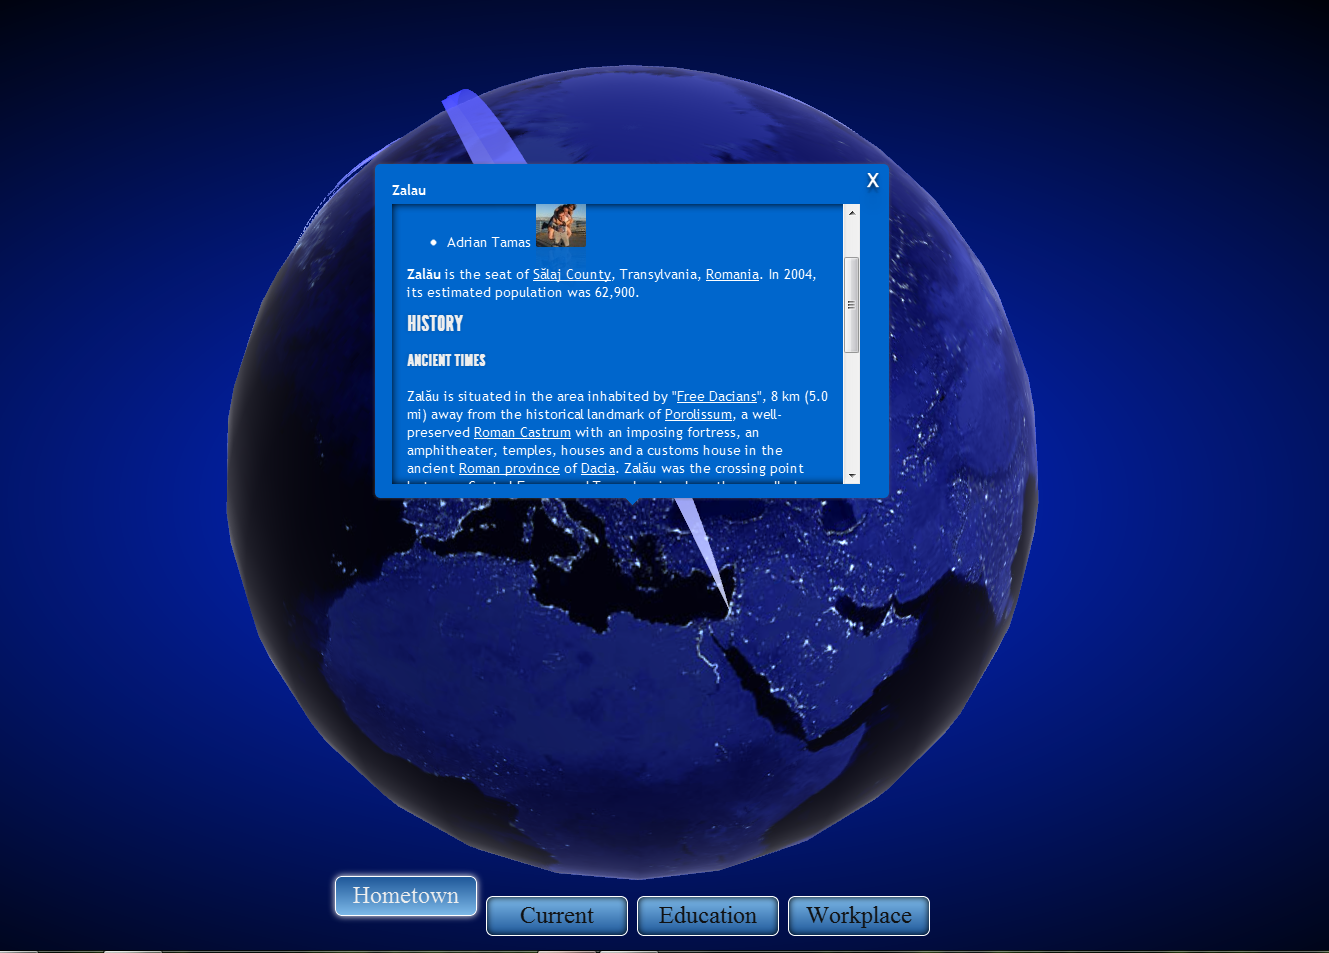 X
Zalau
Adrian Tamas
Zalău is the seat of Sălaj County, Transylvania, Romania. In 2004,
its estimated population was 62,900.
HISTORY
ANCIENT TIMES
Zalău is situated in the area inhabited by "Free Dacians", 8 km (5.0
mi) away from the historical landmark of Porolissum, a well-
preserved Roman Castrum with an imposing fortress, an
amphitheater, temples, houses and a customs house in the
ancient Roman province of Dacia. Zalău was the crossing point
Hometown
Current
Education
Workplace